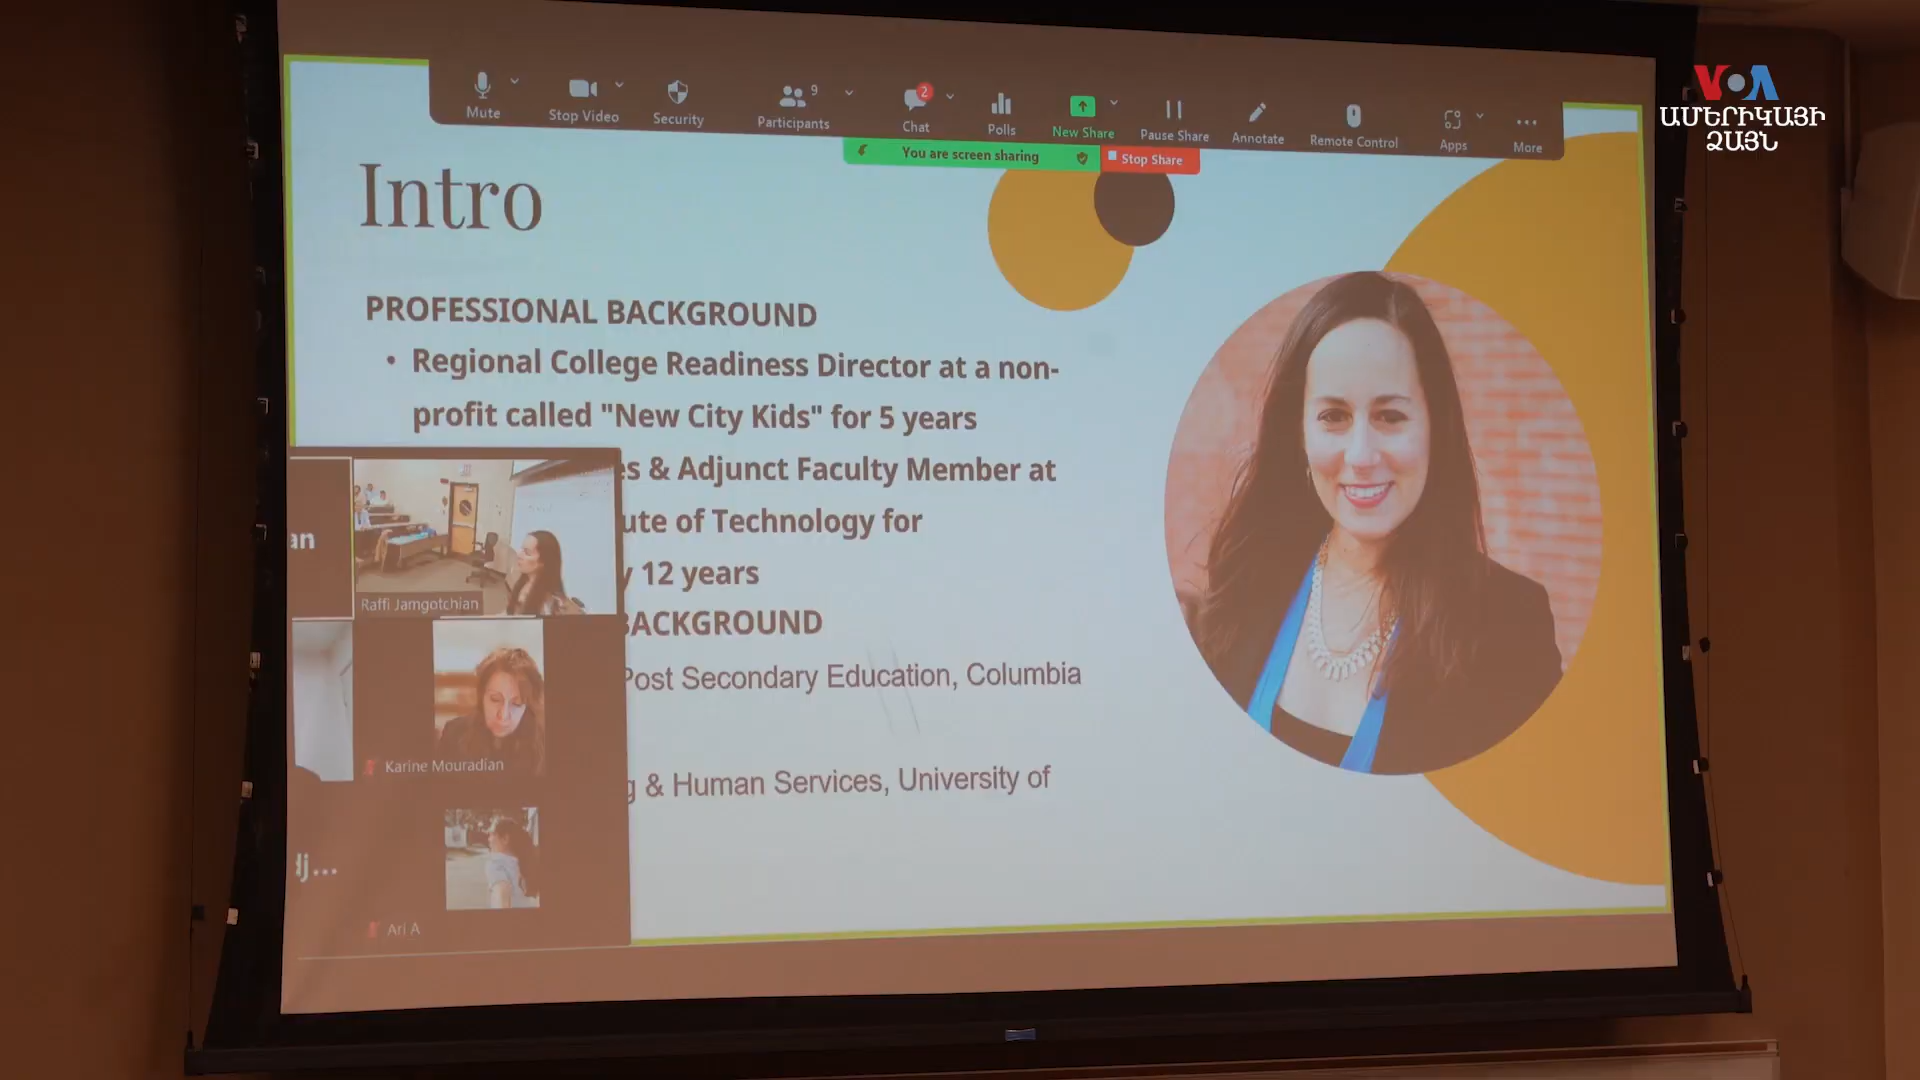 VOA
ԱՄԵՐԻԿԱՅԻ
ՁԱՅՆ
Mute
Stop Video
Security
9
Participants
2
Chat
Polls
New Share
Pause Share
Annotate
Remote Control
Apps
More
You are screen sharing
Stop Share
Intro
PROFESSIONAL BACKGROUND
• Regional College Readiness Director at a non-
profit called "New City Kids" for 5 years
& Adjunct Faculty Member at
of Technology for
12 years
BACKGROUND
Post Secondary Education, Columbia
& Human Services, University of
Raffi Jamgotchian
Karine Mouradian
Ari A